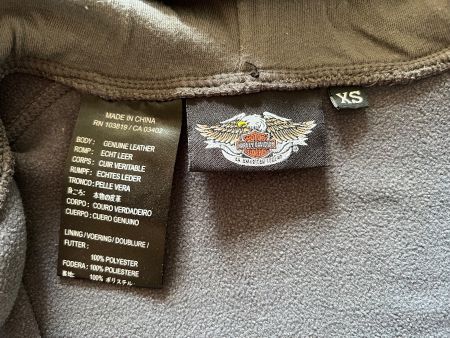 MADE IN CHINA
RN 103819 / CA 03402
BODY: GENUINE LEATHER
ROMP: ECHT LEER
CORPS: CUIR VERITABLE
RUMPF: ECHTES LEDER
TRONCO: PELLE VERA
身ごろ: 本物の皮革
CORPO: COURO VERDADEIRO
CUERPO: CUERO GENUINO
LINING / VOERING / DOUBLURE /
FUTTER:
100% POLYESTER
FODERA: 100% POLIESTERE
裏地: 100% ポリエステル
HARLEY-DAVIDSON
AN AMERICAN LEGEND
XS